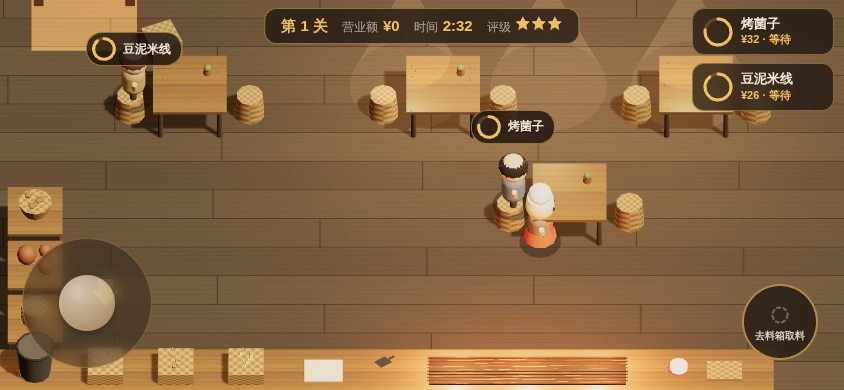 第 1 关 营业额 ¥0 时间 2:32 评级
烤菌子
¥32 · 等待
豆泥米线
¥26 · 等待
豆泥米线
烤菌子
去料箱取料